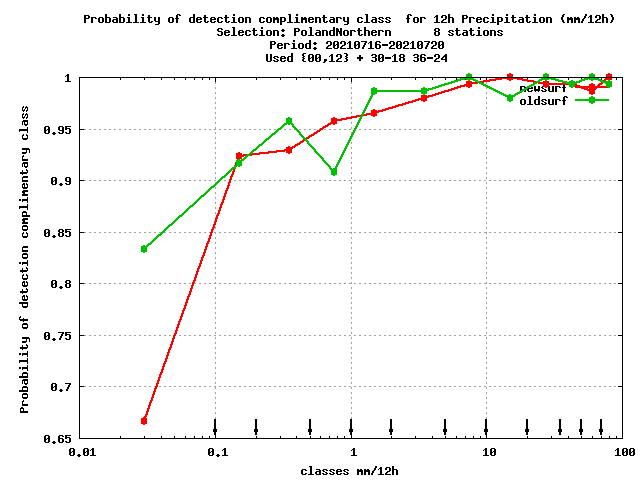 Probability of detection complimentary class  for 12h Precipitation (mm/12h)
Selection: PolandNorthern      8 stations
Period: 20210716-20210720
Used {00,12} + 30-18 36-24
Probability of detection complimentary class
1
0.95
0.9
0.85
0.8
0.75
0.7
0.65
newsurf
oldsurf
0.01 0.1 1 10 100
classes mm/12h